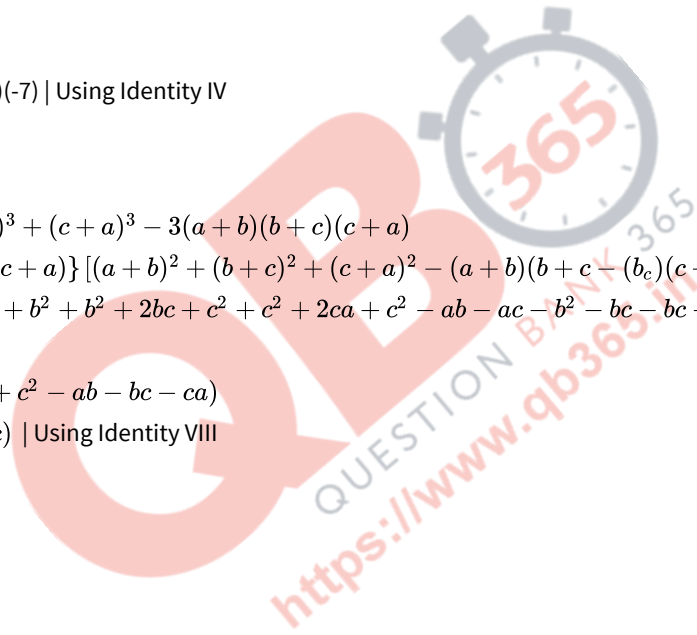 )(-7) | Using Identity IV
)³ + (c + a)³ − 3(a + b)(b + c)(c + a)
c + a)} [(a + b)² + (b + c)² + (c + a)² − (a + b)(b + c − (b_c)(c −
+ b² + b² + 2bc + c² + c² + 2ca + c² − ab − ac − b² − bc − bc −
+ c² − ab − bc − ca)
) | Using Identity VIII
365
QB
QUESTION BANK 365
https://www.qb365.in